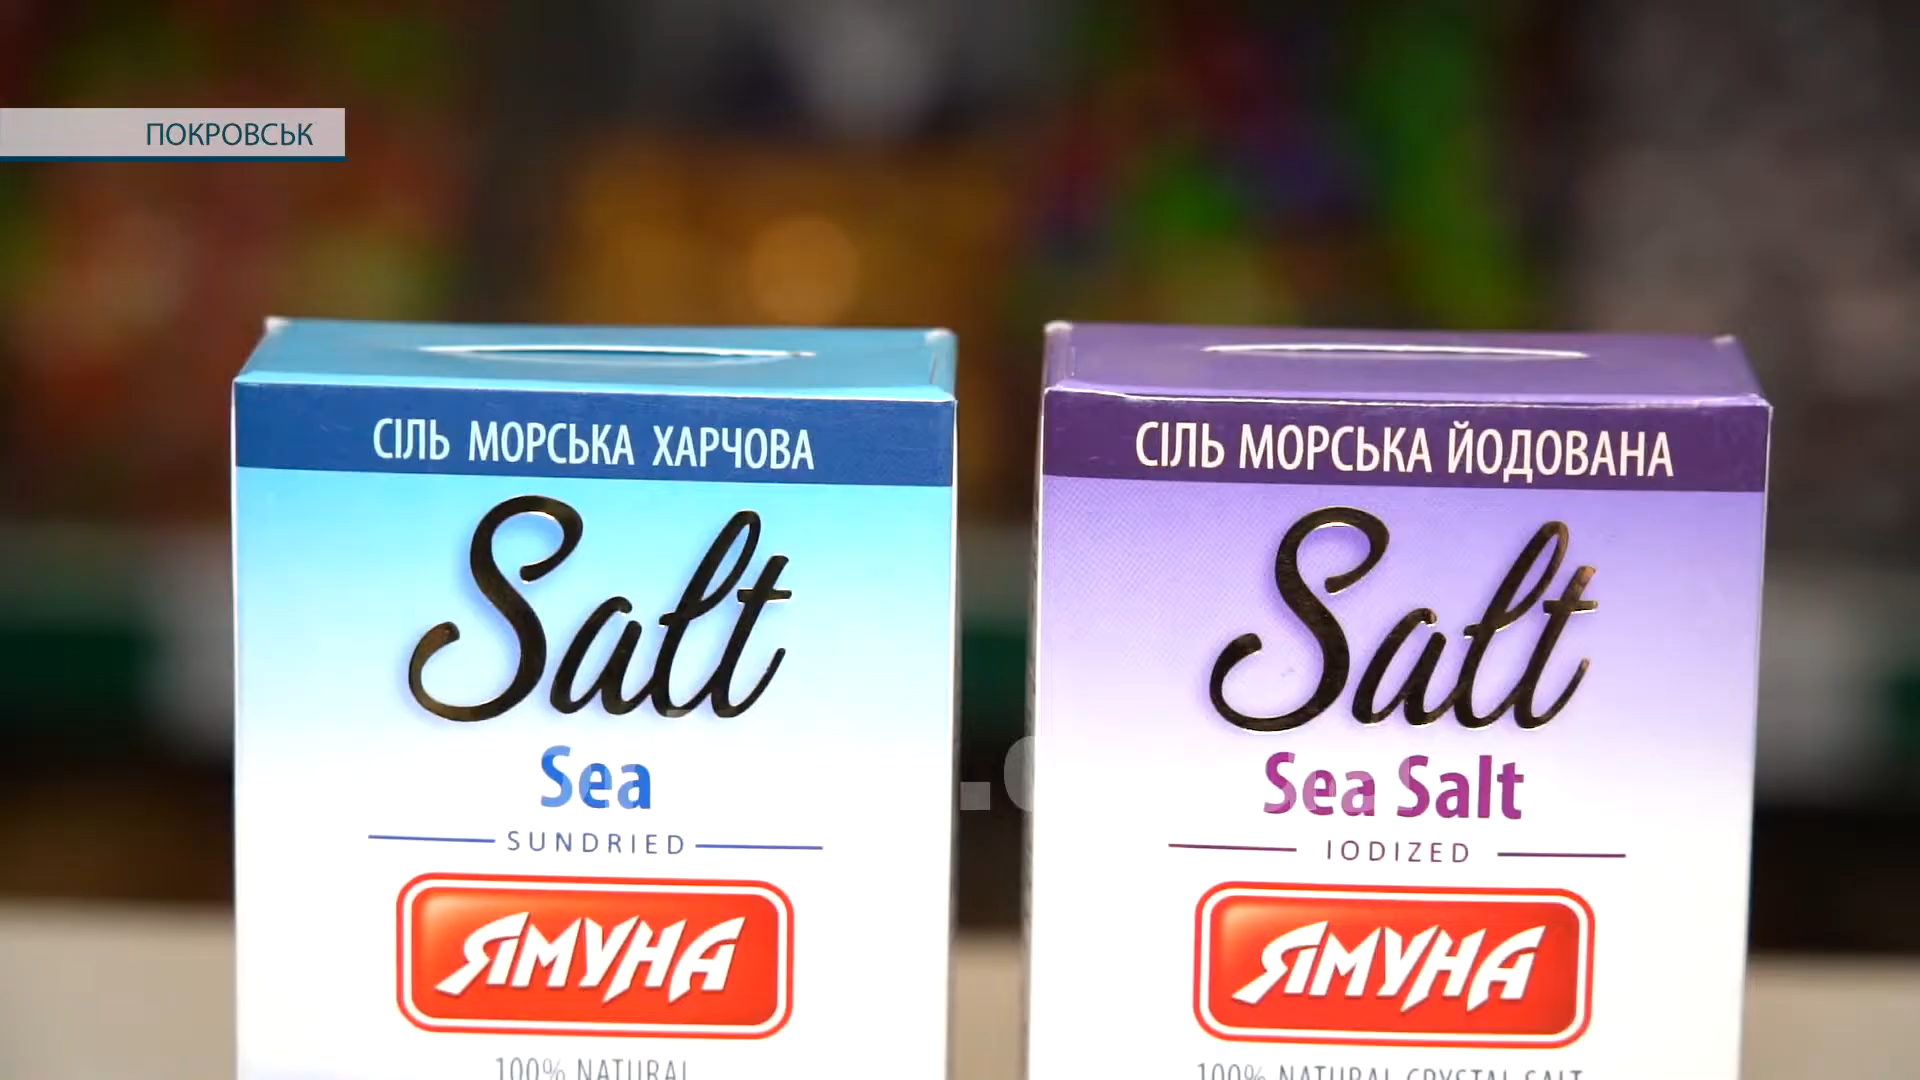 ПОКРОВСЬК
СІЛЬ МОРСЬКА ХАРЧОВА
Salt
Sea
SUNDRIED
ЯМУНА
100% NATURAL
СІЛЬ МОРСЬКА ЙОДОВАНА
Salt
Sea Salt
IODIZED
ЯМУНА
100% NATURAL CRYSTAL SALT